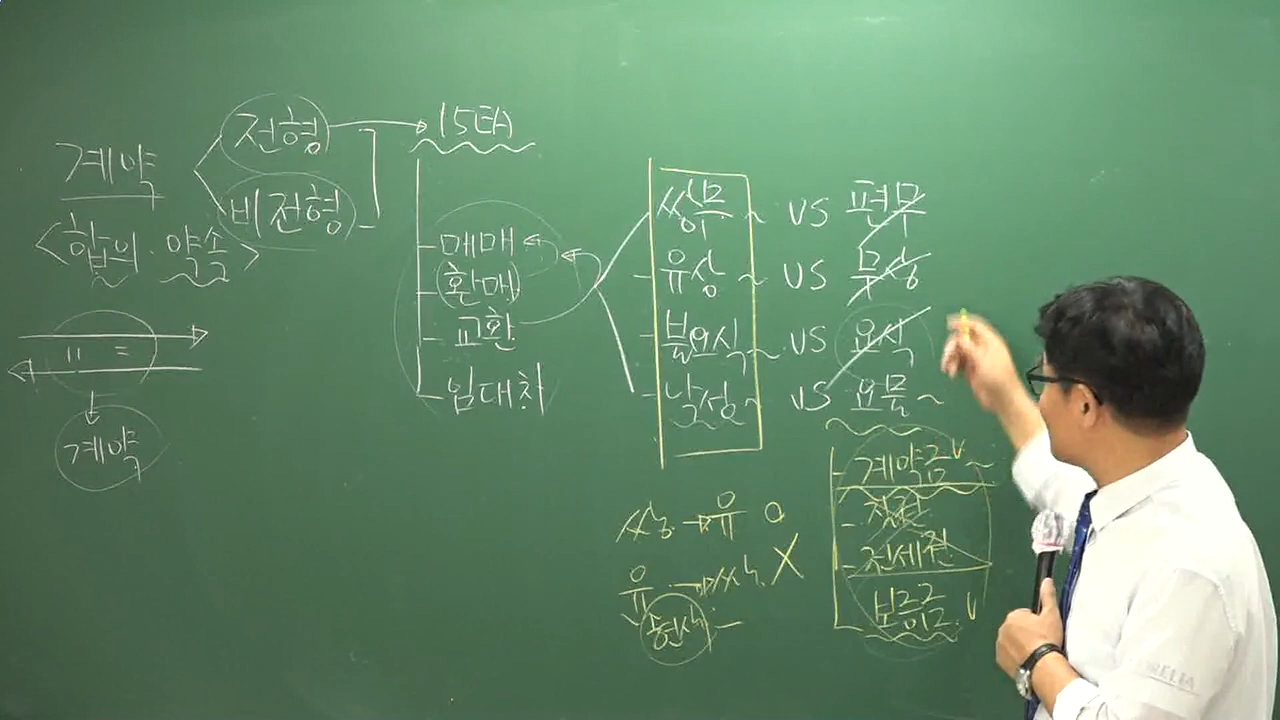 계약
<합의·약속>
〃 =
계약
전형
비전형
15타
매매
환매
교환
임대차
쌍무~ VS 편무
유상~ VS 무상
불요식~ VS 요식
낙성~ VS 요물~
계약금
전세권
보증금
쌍 → 유 O
유 → 쌍 X
현상